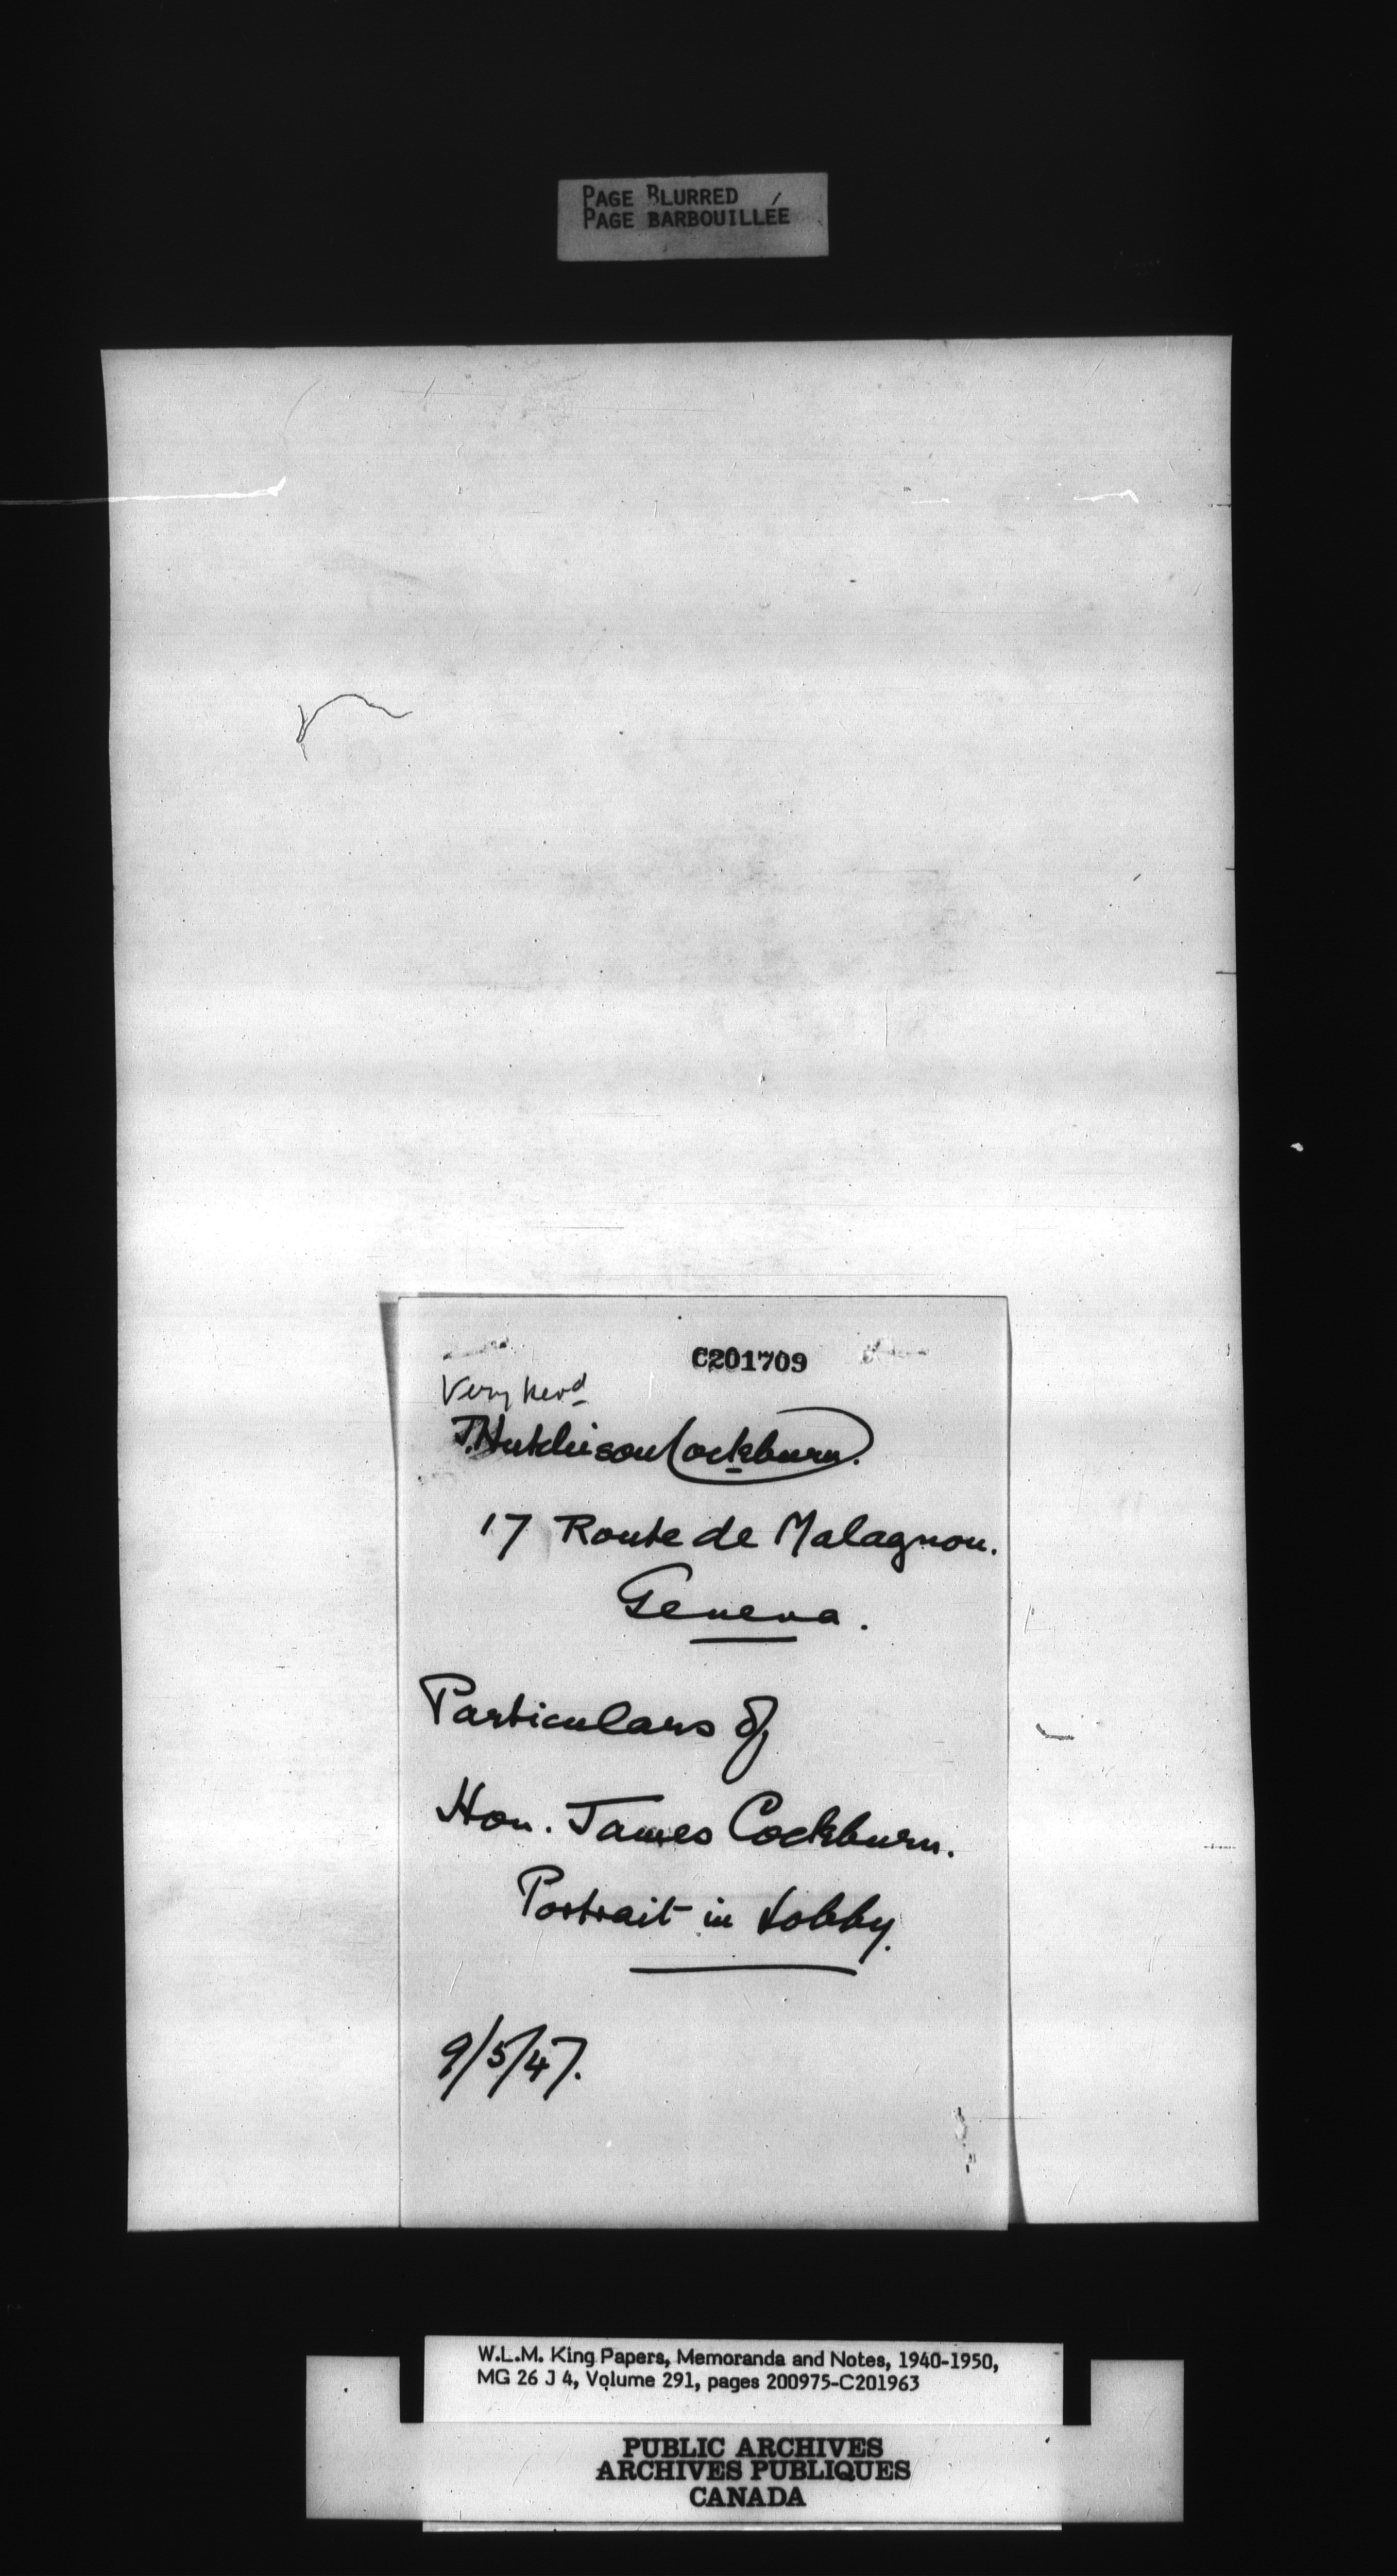 PAGE BLURRED
PAGE BARBOUILLÉE
C201709
Very Revd
J. Hutchison Cockburn.
17 Route de Malagnou.
Geneva.
Particulars of
Hon. James Cockburn.
Portrait in Lobby.
9/5/47.
W.L.M. King Papers, Memoranda and Notes, 1940-1950,
MG 26 J 4, Volume 291, pages 200975-C201963
PUBLIC ARCHIVES
ARCHIVES PUBLIQUES
CANADA